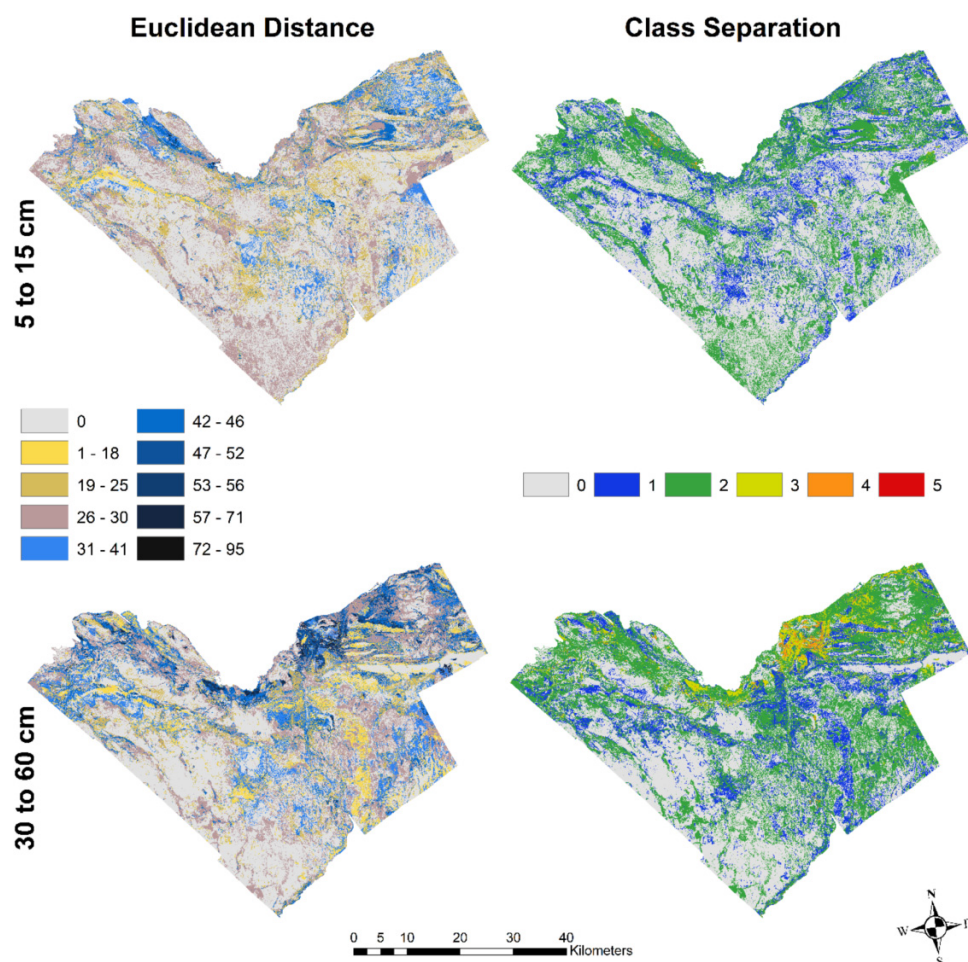 Euclidean Distance
Class Separation
5 to 15 cm
0
42 - 46
1 - 18
47 - 52
19 - 25
53 - 56
26 - 30
57 - 71
31 - 41
72 - 95
0 1 2 3 4 5
30 to 60 cm
0 5 10 20 30 40
Kilometers
N
W E
S